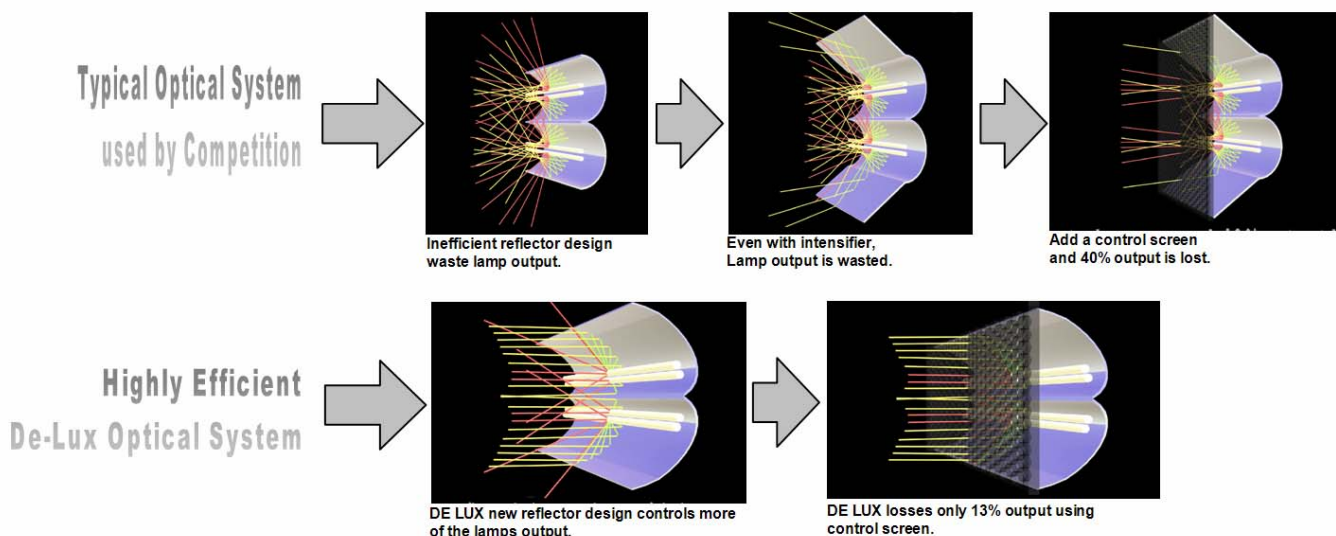 Typical Optical System
used by Competition
Inefficient reflector design
waste lamp output.
Even with intensifier,
Lamp output is wasted.
Add a control screen
and 40% output is lost.
Highly Efficient
De-Lux Optical System
DE LUX new reflector design controls more
of the lamps output.
DE LUX losses only 13% output using
control screen.